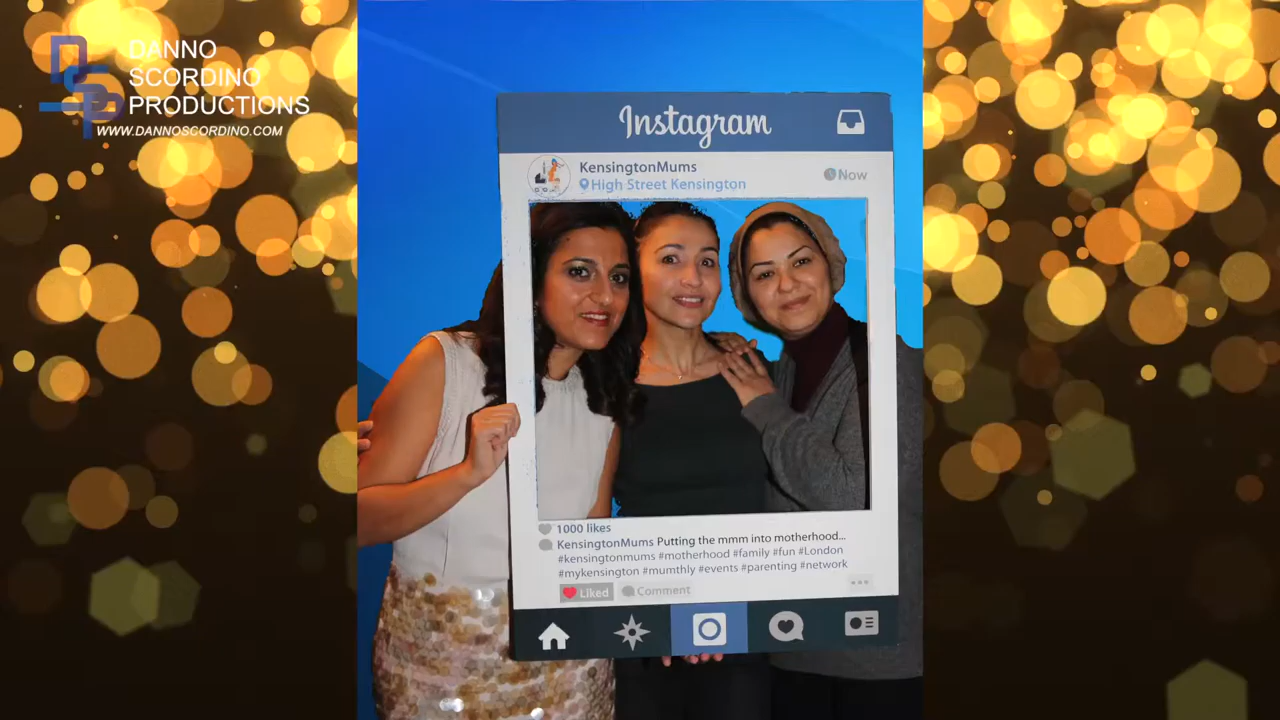 DANNO
SCORDINO
PRODUCTIONS
WWW.DANNOSCORDINO.COM
Instagram
KensingtonMums
High Street Kensington
Now
1000 likes
KensingtonMums Putting the mmm into motherhood...
#kensingtonmums #motherhood #family #fun #London
#mykensington #mumthly #events #parenting #network
Liked
Comment